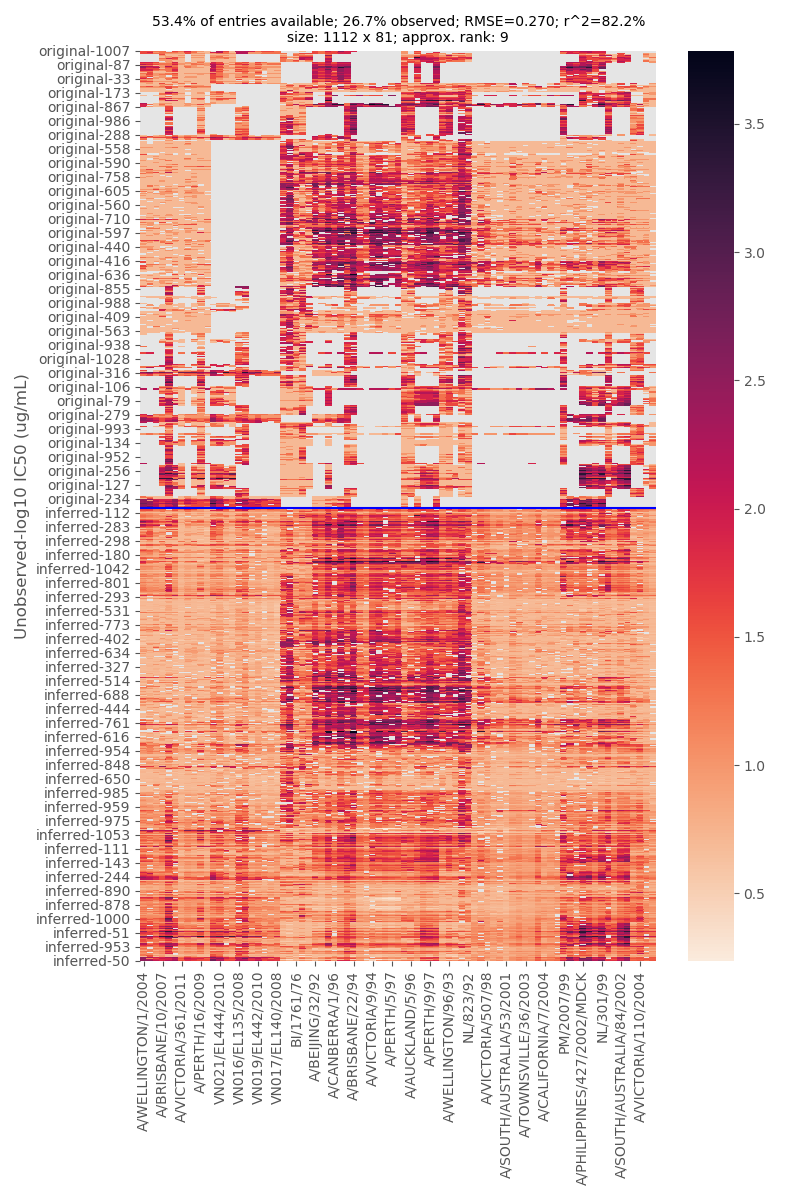 53.4% of entries available; 26.7% observed; RMSE=0.270; r^2=82.2%
size: 1112 x 81; approx. rank: 9
Unobserved-log10 IC50 (ug/mL)
original-1007
original-87
original-33
original-173
original-867
original-986
original-288
original-558
original-590
original-758
original-605
original-560
original-710
original-597
original-440
original-416
original-636
original-855
original-988
original-409
original-563
original-938
original-1028
original-316
original-106
original-79
original-279
original-993
original-134
original-952
original-256
original-127
original-234
inferred-112
inferred-283
inferred-298
inferred-180
inferred-1042
inferred-801
inferred-293
inferred-531
inferred-773
inferred-402
inferred-634
inferred-327
inferred-514
inferred-688
inferred-444
inferred-761
inferred-616
inferred-954
inferred-848
inferred-650
inferred-985
inferred-959
inferred-975
inferred-1053
inferred-111
inferred-143
inferred-244
inferred-890
inferred-878
inferred-1000
inferred-51
inferred-953
inferred-50
3.5
3.0
2.5
2.0
1.5
1.0
0.5
A/WELLINGTON/1/2004
A/BRISBANE/10/2007
A/VICTORIA/361/2011
A/PERTH/16/2009
VN021/EL444/2010
VN016/EL135/2008
VN019/EL442/2010
VN017/EL140/2008
BI/1761/76
A/BEIJING/32/92
A/CANBERRA/1/96
A/BRISBANE/22/94
A/VICTORIA/9/94
A/PERTH/5/97
A/AUCKLAND/5/96
A/PERTH/9/97
A/WELLINGTON/96/93
NL/823/92
A/VICTORIA/507/98
A/SOUTH/AUSTRALIA/53/2001
A/TOWNSVILLE/36/2003
A/CALIFORNIA/7/2004
PM/2007/99
A/PHILIPPINES/427/2002/MDCK
NL/301/99
A/SOUTH/AUSTRALIA/84/2002
A/VICTORIA/110/2004